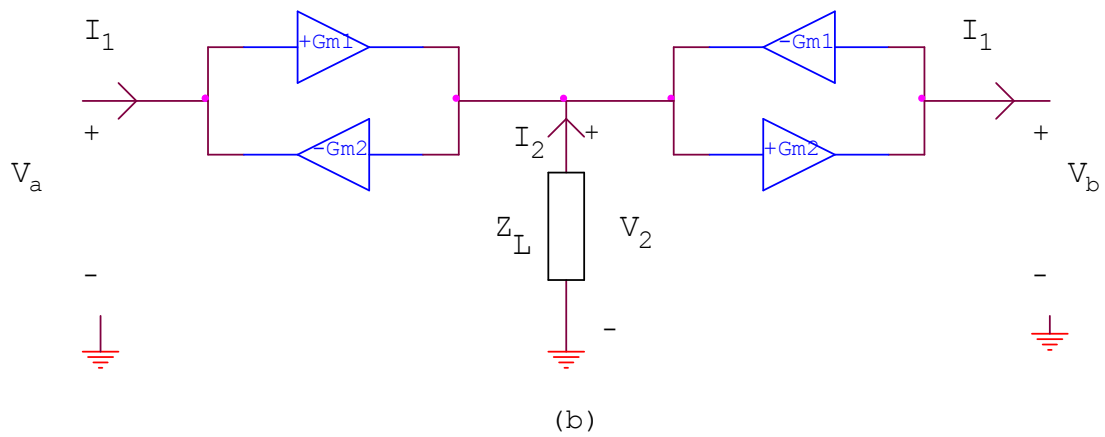 I1 +Gm1 -Gm1 I1
+ -Gm2 I2 + +Gm2 +
Va ZL V2 Vb
- - -
(b)